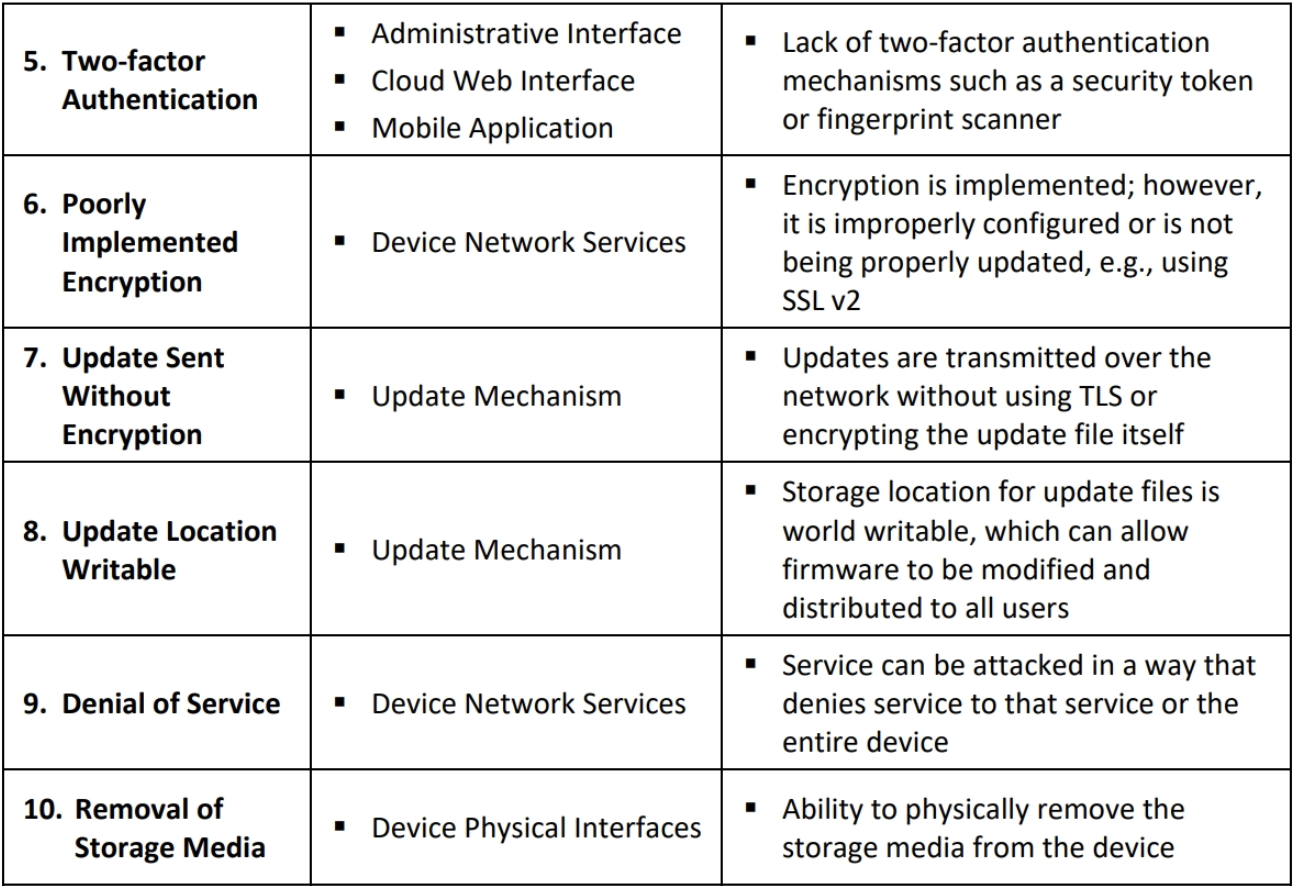 5. Two-factor
Authentication
▪ Administrative Interface
▪ Cloud Web Interface
▪ Mobile Application
▪ Lack of two-factor authentication
mechanisms such as a security token
or fingerprint scanner
6. Poorly
Implemented
Encryption
▪ Device Network Services
▪ Encryption is implemented; however,
it is improperly configured or is not
being properly updated, e.g., using
SSL v2
7. Update Sent
Without
Encryption
▪ Update Mechanism
▪ Updates are transmitted over the
network without using TLS or
encrypting the update file itself
8. Update Location
Writable
▪ Update Mechanism
▪ Storage location for update files is
world writable, which can allow
firmware to be modified and
distributed to all users
9. Denial of Service
▪ Device Network Services
▪ Service can be attacked in a way that
denies service to that service or the
entire device
10. Removal of
Storage Media
▪ Device Physical Interfaces
▪ Ability to physically remove the
storage media from the device